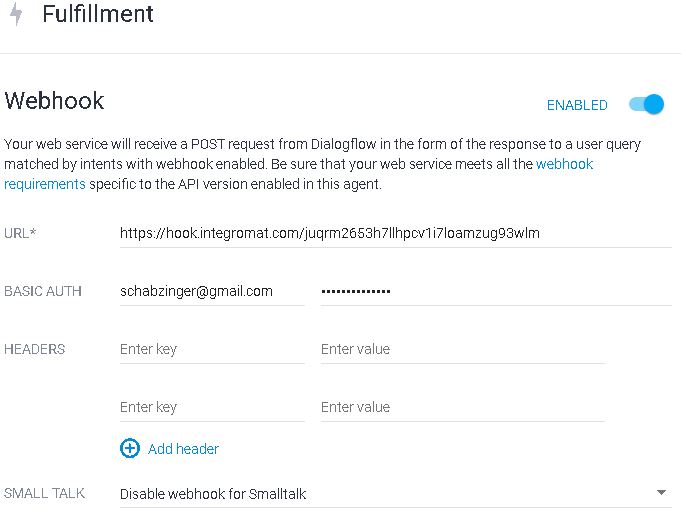 Fulfillment
Webhook
ENABLED
Your web service will receive a POST request from Dialogflow in the form of the response to a user query
matched by intents with webhook enabled. Be sure that your web service meets all the webhook
requirements specific to the API version enabled in this agent.
URL* https://hook.integromat.com/juqrm2653h7llhpcv1i7loamzug93wlm
BASIC AUTH schabzinger@gmail.com ••••••••••••••
HEADERS Enter key Enter value
Enter key Enter value
Add header
SMALL TALK Disable webhook for Smalltalk